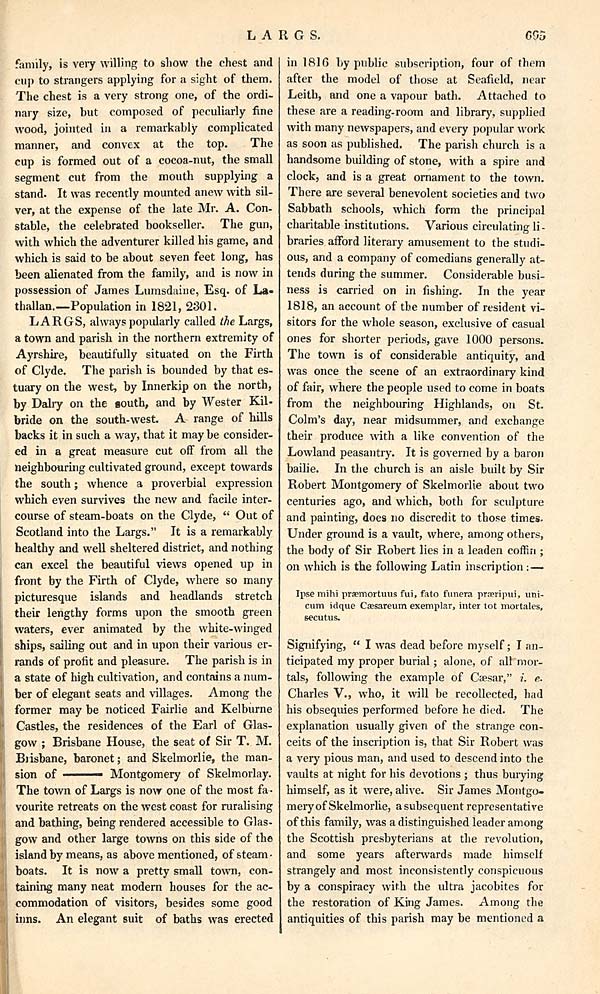 LARGS. 695
family, is very willing to show the chest and
cup to strangers applying for a sight of them.
The chest is a very strong one, of the ordi-
nary size, but composed of peculiarly fine
wood, jointed in a remarkably complicated
manner, and convex at the top. The
cup is formed out of a cocoa-nut, the small
segment cut from the mouth supplying a
stand. It was recently mounted anew with sil-
ver, at the expense of the late Mr. A. Con-
stable, the celebrated bookseller. The gun,
with which the adventurer killed his game, and
which is said to be about seven feet long, has
been alienated from the family, and is now in
possession of James Lumsdaine, Esq. of La-
thallan.—Population in 1821, 2301.
LARGS, always popularly called the Largs,
a town and parish in the northern extremity of
Ayrshire, beautifully situated on the Firth
of Clyde. The parish is bounded by that es-
tuary on the west, by Innerkip on the north,
by Dalry on the south, and by Wester Kil-
bride on the south-west. A range of hills
backs it in such a way, that it may be consider-
ed in a great measure cut off from all the
neighbouring cultivated ground, except towards
the south; whence a proverbial expression
which even survives the new and facile inter-
course of steam-boats on the Clyde, “ Out of
Scotland into the Largs.” It is a remarkably
healthy and well sheltered district, and nothing
can excel the beautiful views opened up in
front by the Firth of Clyde, where so many
picturesque islands and headlands stretch
their lengthy forms upon the smooth green
waters, ever animated by the white-winged
ships, sailing out and in upon their various er-
rands of profit and pleasure. The parish is in
a state of high cultivation, and contains a num-
ber of elegant seats and villages. Among the
former may be noticed Fairlie and Kelburne
Castles, the residences of the Earl of Glas-
gow; Brisbane House, the seat of Sir T. M.
Brisbane, baronet; and Skelmorlie, the man-
sion of ——— Montgomery of Skelmorlay.
The town of Largs is now one of the most fa-
vourite retreats on the west coast for ruralising
and bathing, being rendered accessible to Glas-
gow and other large towns on this side of the
island by means, as above mentioned, of steam-
boats. It is now a pretty small town, con-
taining many neat modern houses for the ac-
commodation of visitors, besides some good
inns. An elegant suit of baths was erected
in 1816 by public subscription, four of them
after the model of those at Seafield, near
Leith, and one a vapour bath. Attached to
these are a reading-room and library, supplied
with many newspapers, and every popular work
as soon as published. The parish church is a
handsome building of stone, with a spire and
clock, and is a great ornament to the town.
There are several benevolent societies and two
Sabbath schools, which form the principal
charitable institutions. Various circulating li-
braries afford literary amusement to the studi-
ous, and a company of comedians generally at-
tends during the summer. Considerable busi-
ness is carried on in fishing. In the year
1818, an account of the number of resident vi-
sitors for the whole season, exclusive of casual
ones for shorter periods, gave 1000 persons.
The town is of considerable antiquity, and
was once the scene of an extraordinary kind
of fair, where the people used to come in boats
from the neighbouring Highlands, on St.
Colm's day, near midsummer, and exchange
their produce with a like convention of the
Lowland peasantry. It is governed by a baron
bailie. In the church is an aisle built by Sir
Robert Montgomery of Skelmorlie about two
centuries ago, and which, both for sculpture
and painting, does no discredit to those times.
Under ground is a vault, where, among others,
the body of Sir Robert lies in a leaden coffin;
on which is the following Latin inscription:—
Ipse mihi præmortuus fui, fato funera præripui, uni-
cum idque Cæsareum exemplar, inter tot mortales,
secutus.
Signifying, “ I was dead before myself; I an-
ticipated my proper burial; alone, of all mor-
tals, following the example of Cæsar,” i. e.
Charles V., who, it will be recollected, had
his obsequies performed before he died. The
explanation usually given of the strange con-
ceits of the inscription is, that Sir Robert was
a very pious man, and used to descend into the
vaults at night for his devotions; thus burying
himself, as it were, alive. Sir James Montgo-
mery of Skelmorlie, a subsequent representative
of this family, was a distinguished leader among
the Scottish presbyterians at the revolution,
and some years afterwards made himself
strangely and most inconsistently conspicuous
by a conspiracy with the ultra jacobites for
the restoration of King James. Among the
antiquities of this parish may be mentioned a